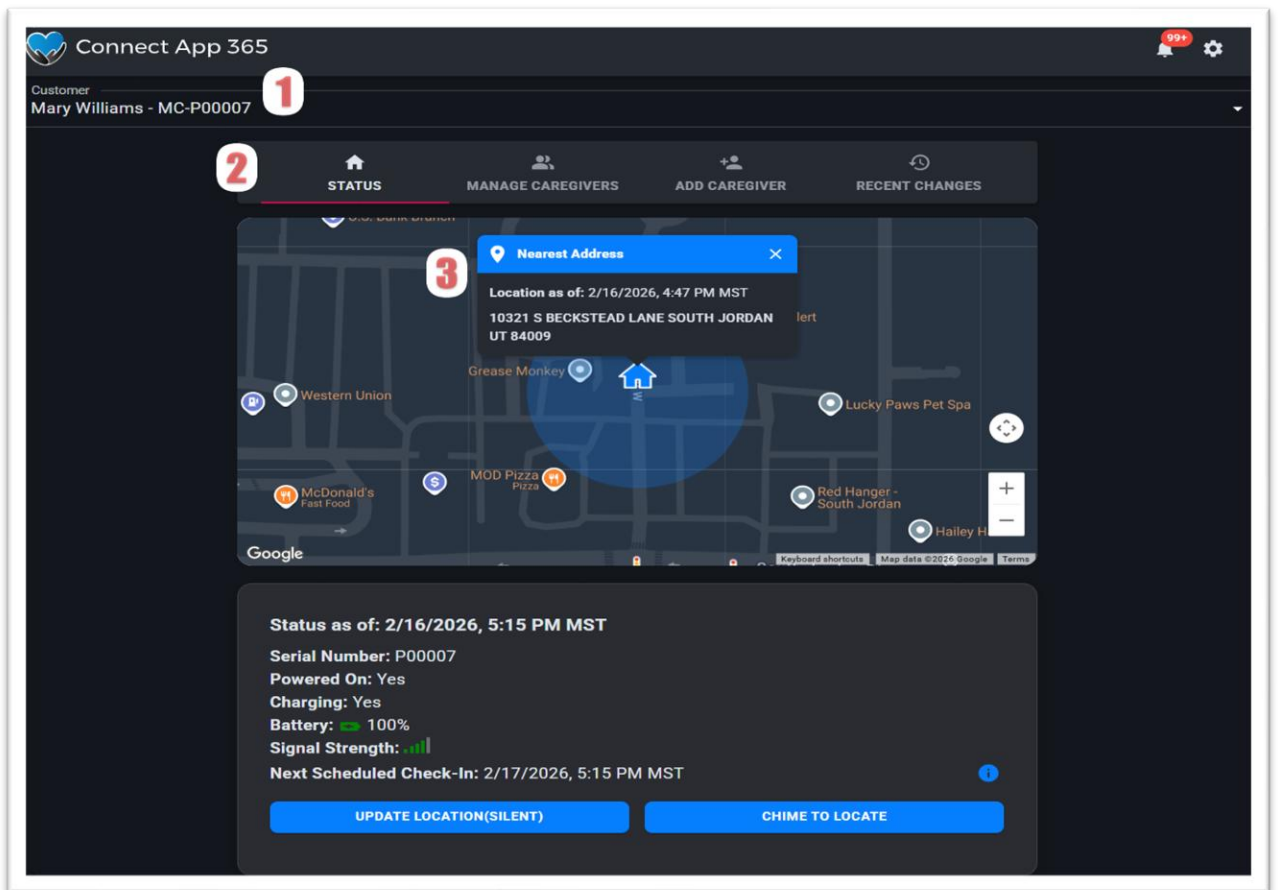 Connect App 365
99+
Customer
Mary Williams - MC-P00007
1
2
STATUS
MANAGE CAREGIVERS
ADD CAREGIVER
RECENT CHANGES
U.S. Bank Branch
3
Nearest Address
Location as of: 2/16/2026, 4:47 PM MST
10321 S BECKSTEAD LANE SOUTH JORDAN
UT 84009
lert
Grease Monkey
W
Western Union
Lucky Paws Pet Spa
MOD Pizza
Pizza
McDonald's
Fast Food
$
Red Hanger -
South Jordan
+
−
Hailey H
Google
Keyboard shortcuts
Map data ©2026 Google
Terms
Status as of: 2/16/2026, 5:15 PM MST
Serial Number: P00007
Powered On: Yes
Charging: Yes
Battery: 100%
Signal Strength:
Next Scheduled Check-In: 2/17/2026, 5:15 PM MST
UPDATE LOCATION(SILENT)
CHIME TO LOCATE